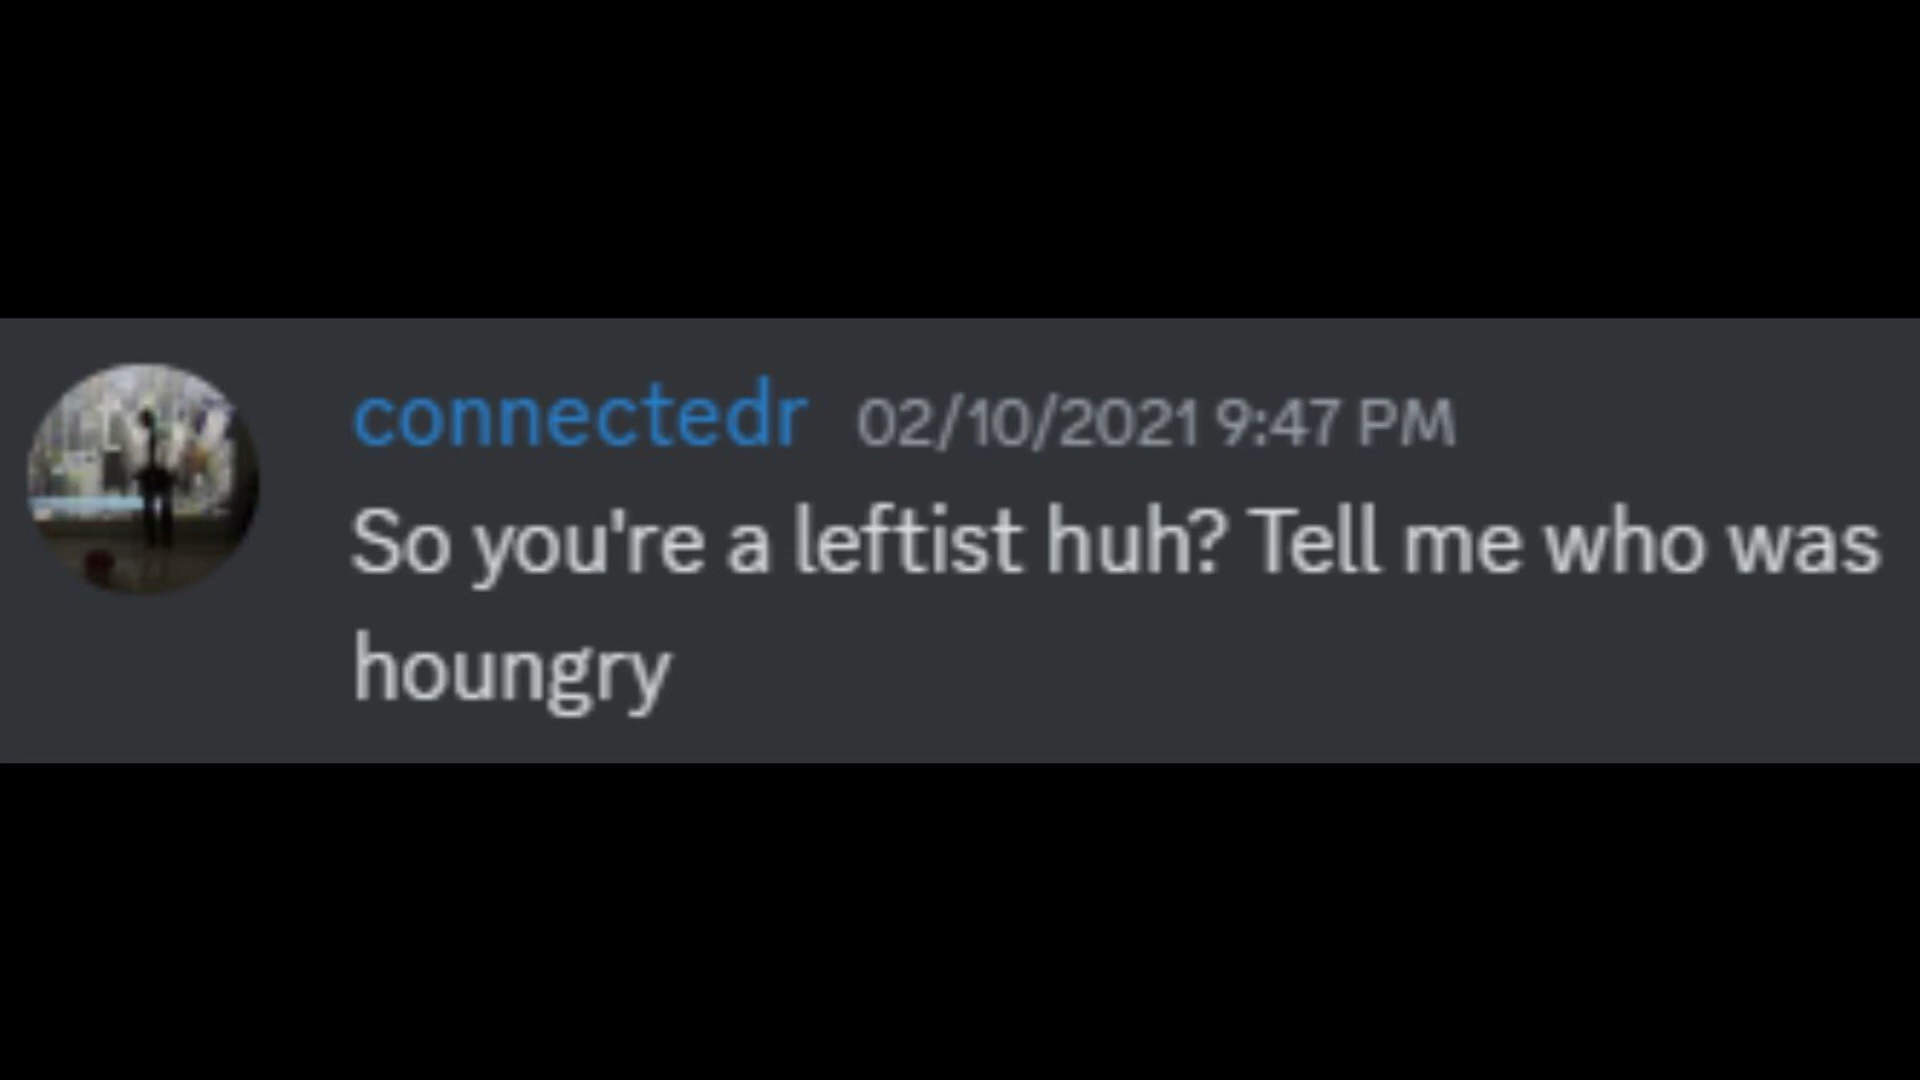 connectedr 02/10/2021 9:47 PM
So you're a leftist huh? Tell me who was
houngry